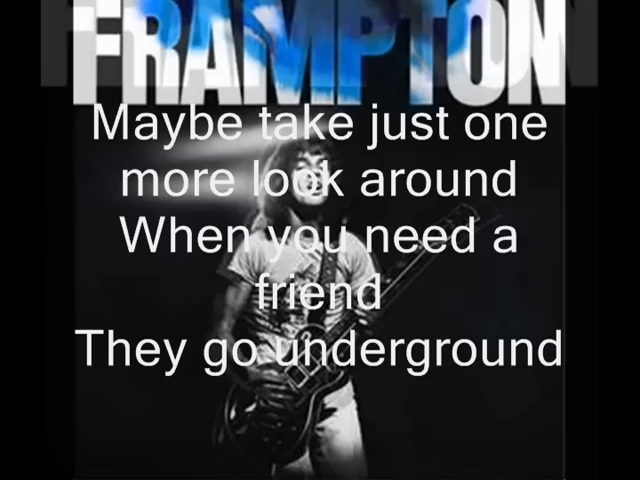 FRAMPTON
Maybe take just one
more look around
When you need a
friend
They go underground